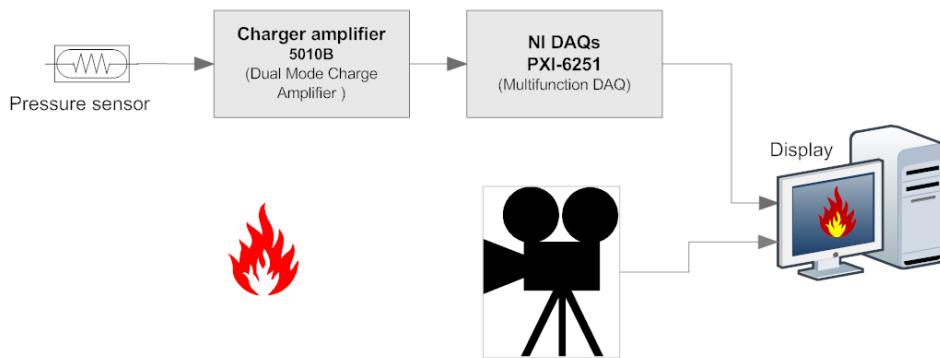 Charger amplifier
5010B
(Dual Mode Charge
Amplifier )
NI DAQs
PXI-6251
(Multifunction DAQ)
Pressure sensor
Display